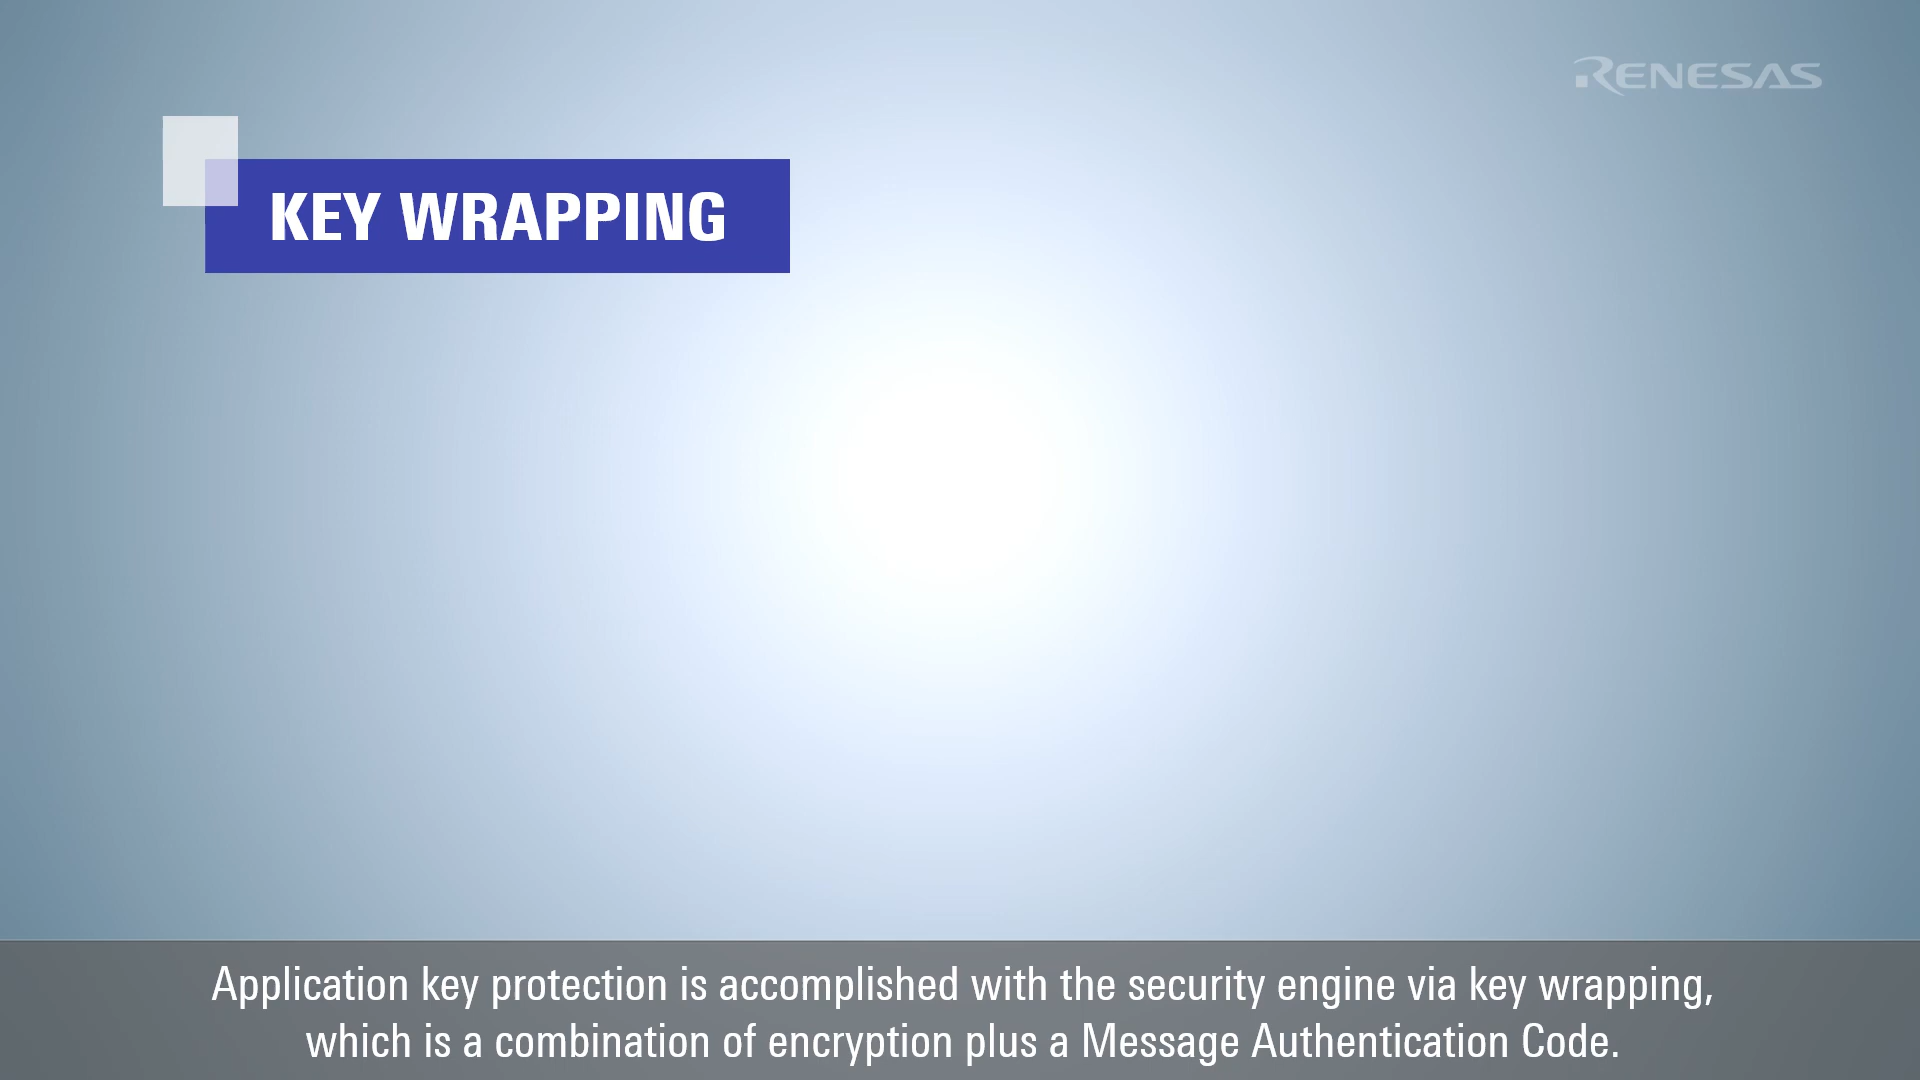 RENESAS
KEY WRAPPING
Application key protection is accomplished with the security engine via key wrapping,
which is a combination of encryption plus a Message Authentication Code.